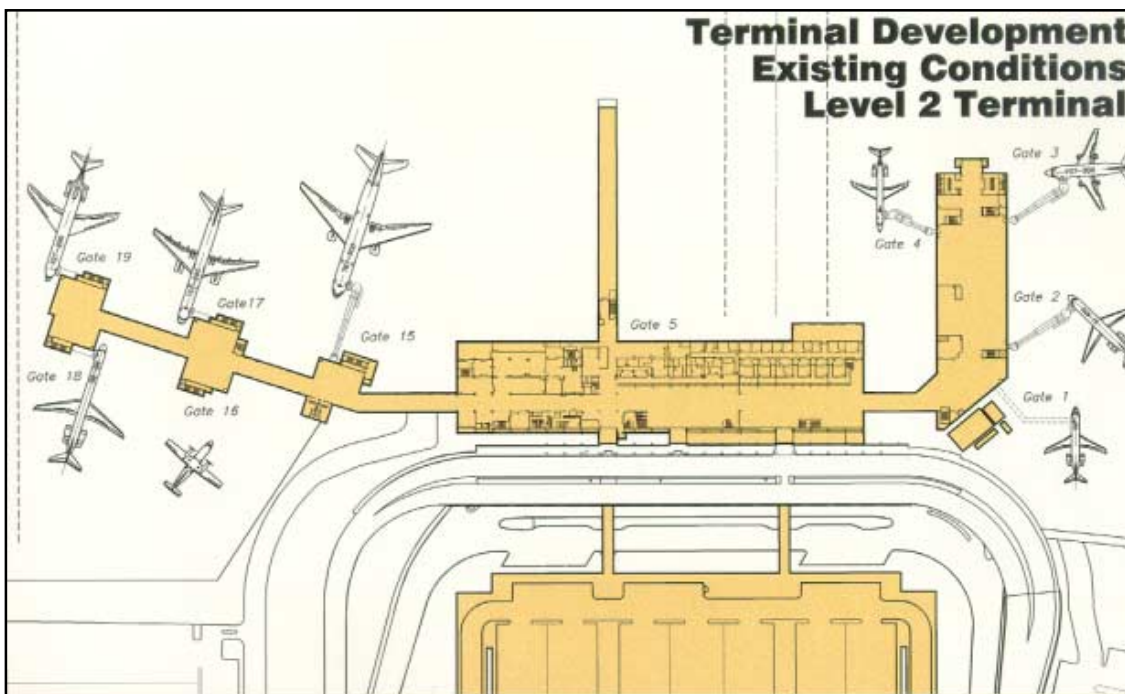 Terminal Development
Existing Conditions
Level 2 Terminal
Gate 3
Gate 4
Gate 19
Gate17
Gate 2
Gate 5
Gate 15
Gate 18
Gate 16
Gate 1